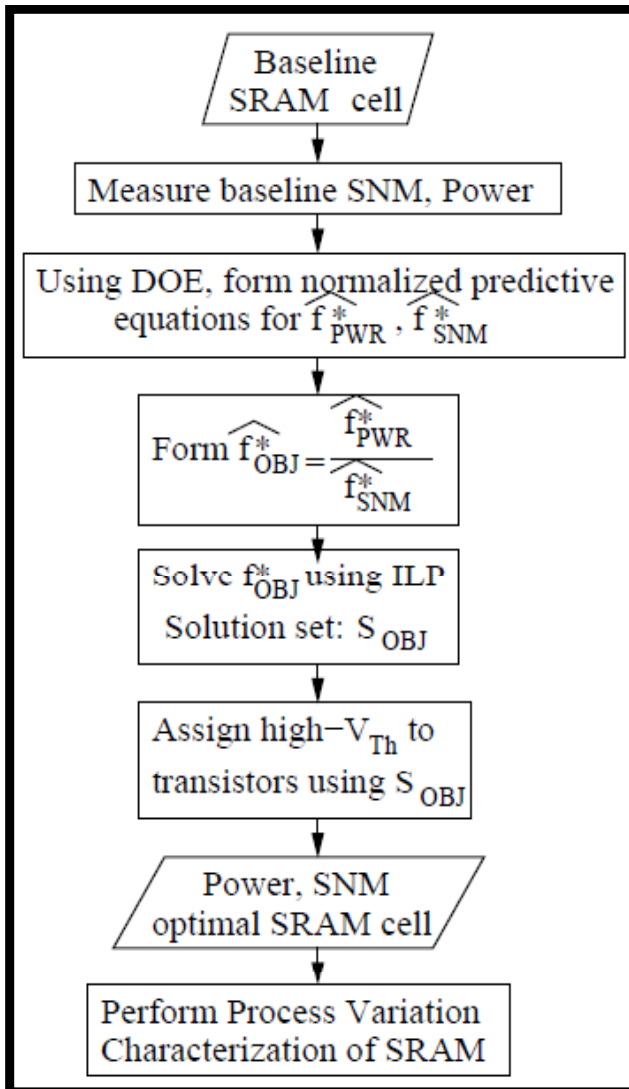 Baseline
SRAM cell
Measure baseline SNM, Power
Using DOE, form normalized predictive
equations for f̂*PWR , f̂*SNM
Form f̂*OBJ = f̂*PWR / f̂*SNM
Solve f*OBJ using ILP
Solution set: S OBJ
Assign high−VTh to
transistors using S OBJ
Power, SNM
optimal SRAM cell
Perform Process Variation
Characterization of SRAM